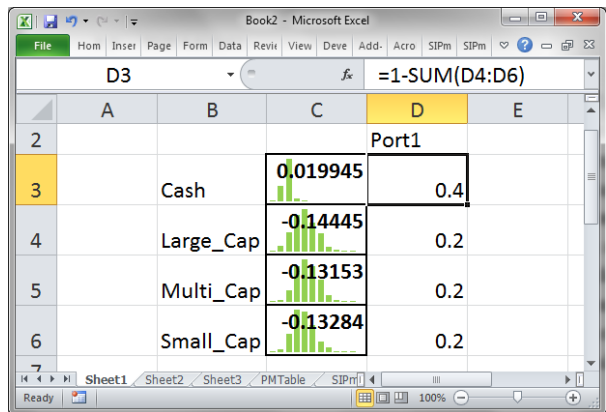 Book2 - Microsoft Excel
File Hom Inser Page Form Data Revie View Deve Add- Acro SIPm SIPm
D3 fx =1-SUM(D4:D6)
A B C D E
2 Port1
3 Cash 0.019945 0.4
4 Large_Cap -0.14445 0.2
5 Multi_Cap -0.13153 0.2
6 Small_Cap -0.13284 0.2
Sheet1 Sheet2 Sheet3 PMTable SIPm
Ready 100%